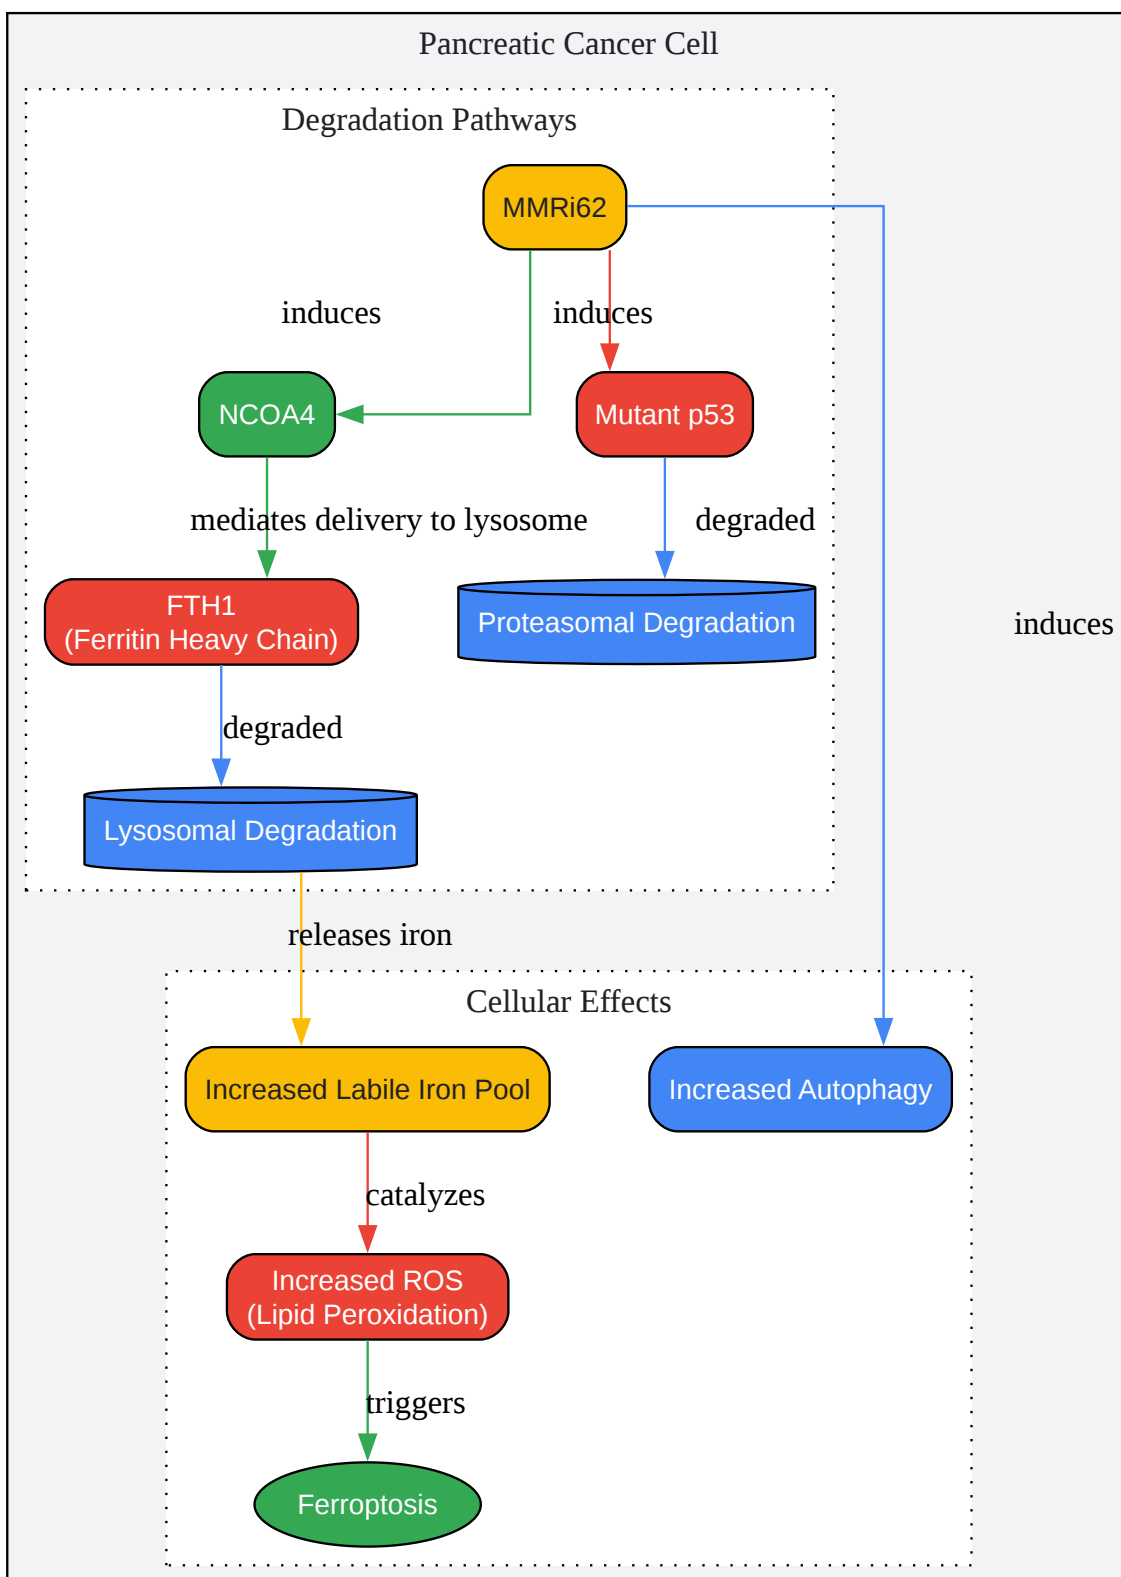 Pancreatic Cancer Cell
Degradation Pathways
MMRi62
induces
induces
NCOA4
Mutant p53
mediates delivery to lysosome
degraded
FTH1
(Ferritin Heavy Chain)
Proteasomal Degradation
induces
degraded
Lysosomal Degradation
releases iron
Cellular Effects
Increased Labile Iron Pool
Increased Autophagy
catalyzes
Increased ROS
(Lipid Peroxidation)
triggers
Ferroptosis